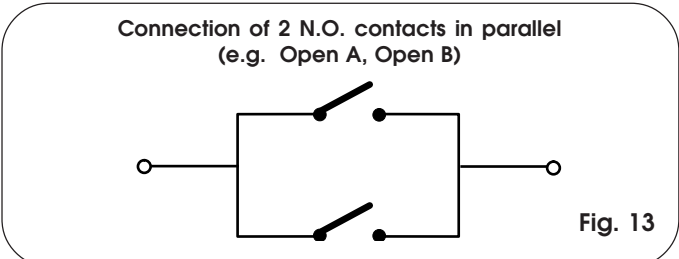 Connection of 2 N.O. contacts in parallel
(e.g. Open A, Open B)
Fig. 13